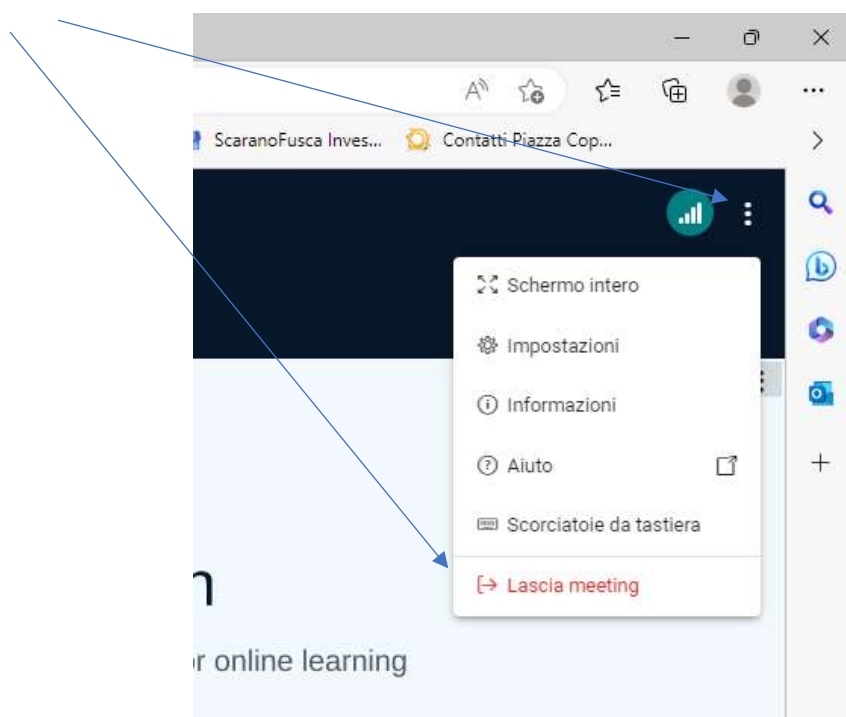 ScaranoFusca Inves...
Contatti Piazza Cop...
Schermo intero
Impostazioni
Informazioni
Aiuto
Scorciatoie da tastiera
Lascia meeting
online learning